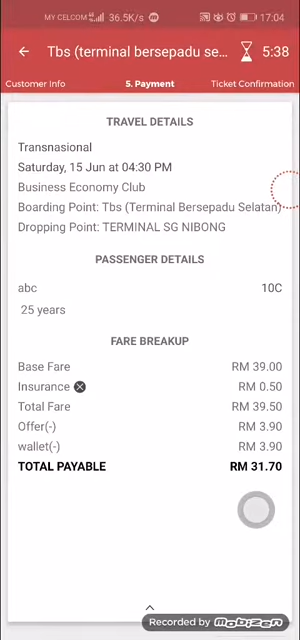 MY CELCOM 36.5K/s 17:04
Tbs (terminal bersepadu se... 5:38
Customer Info 5. Payment Ticket Confirmation
TRAVEL DETAILS
Transnasional
Saturday, 15 Jun at 04:30 PM
Business Economy Club
Boarding Point: Tbs (Terminal Bersepadu Selatan)
Dropping Point: TERMINAL SG NIBONG
PASSENGER DETAILS
abc 10C
25 years
FARE BREAKUP
Base Fare RM 39.00
Insurance RM 0.50
Total Fare RM 39.50
Offer(-) RM 3.90
wallet(-) RM 3.90
TOTAL PAYABLE RM 31.70
Recorded by Mobizen